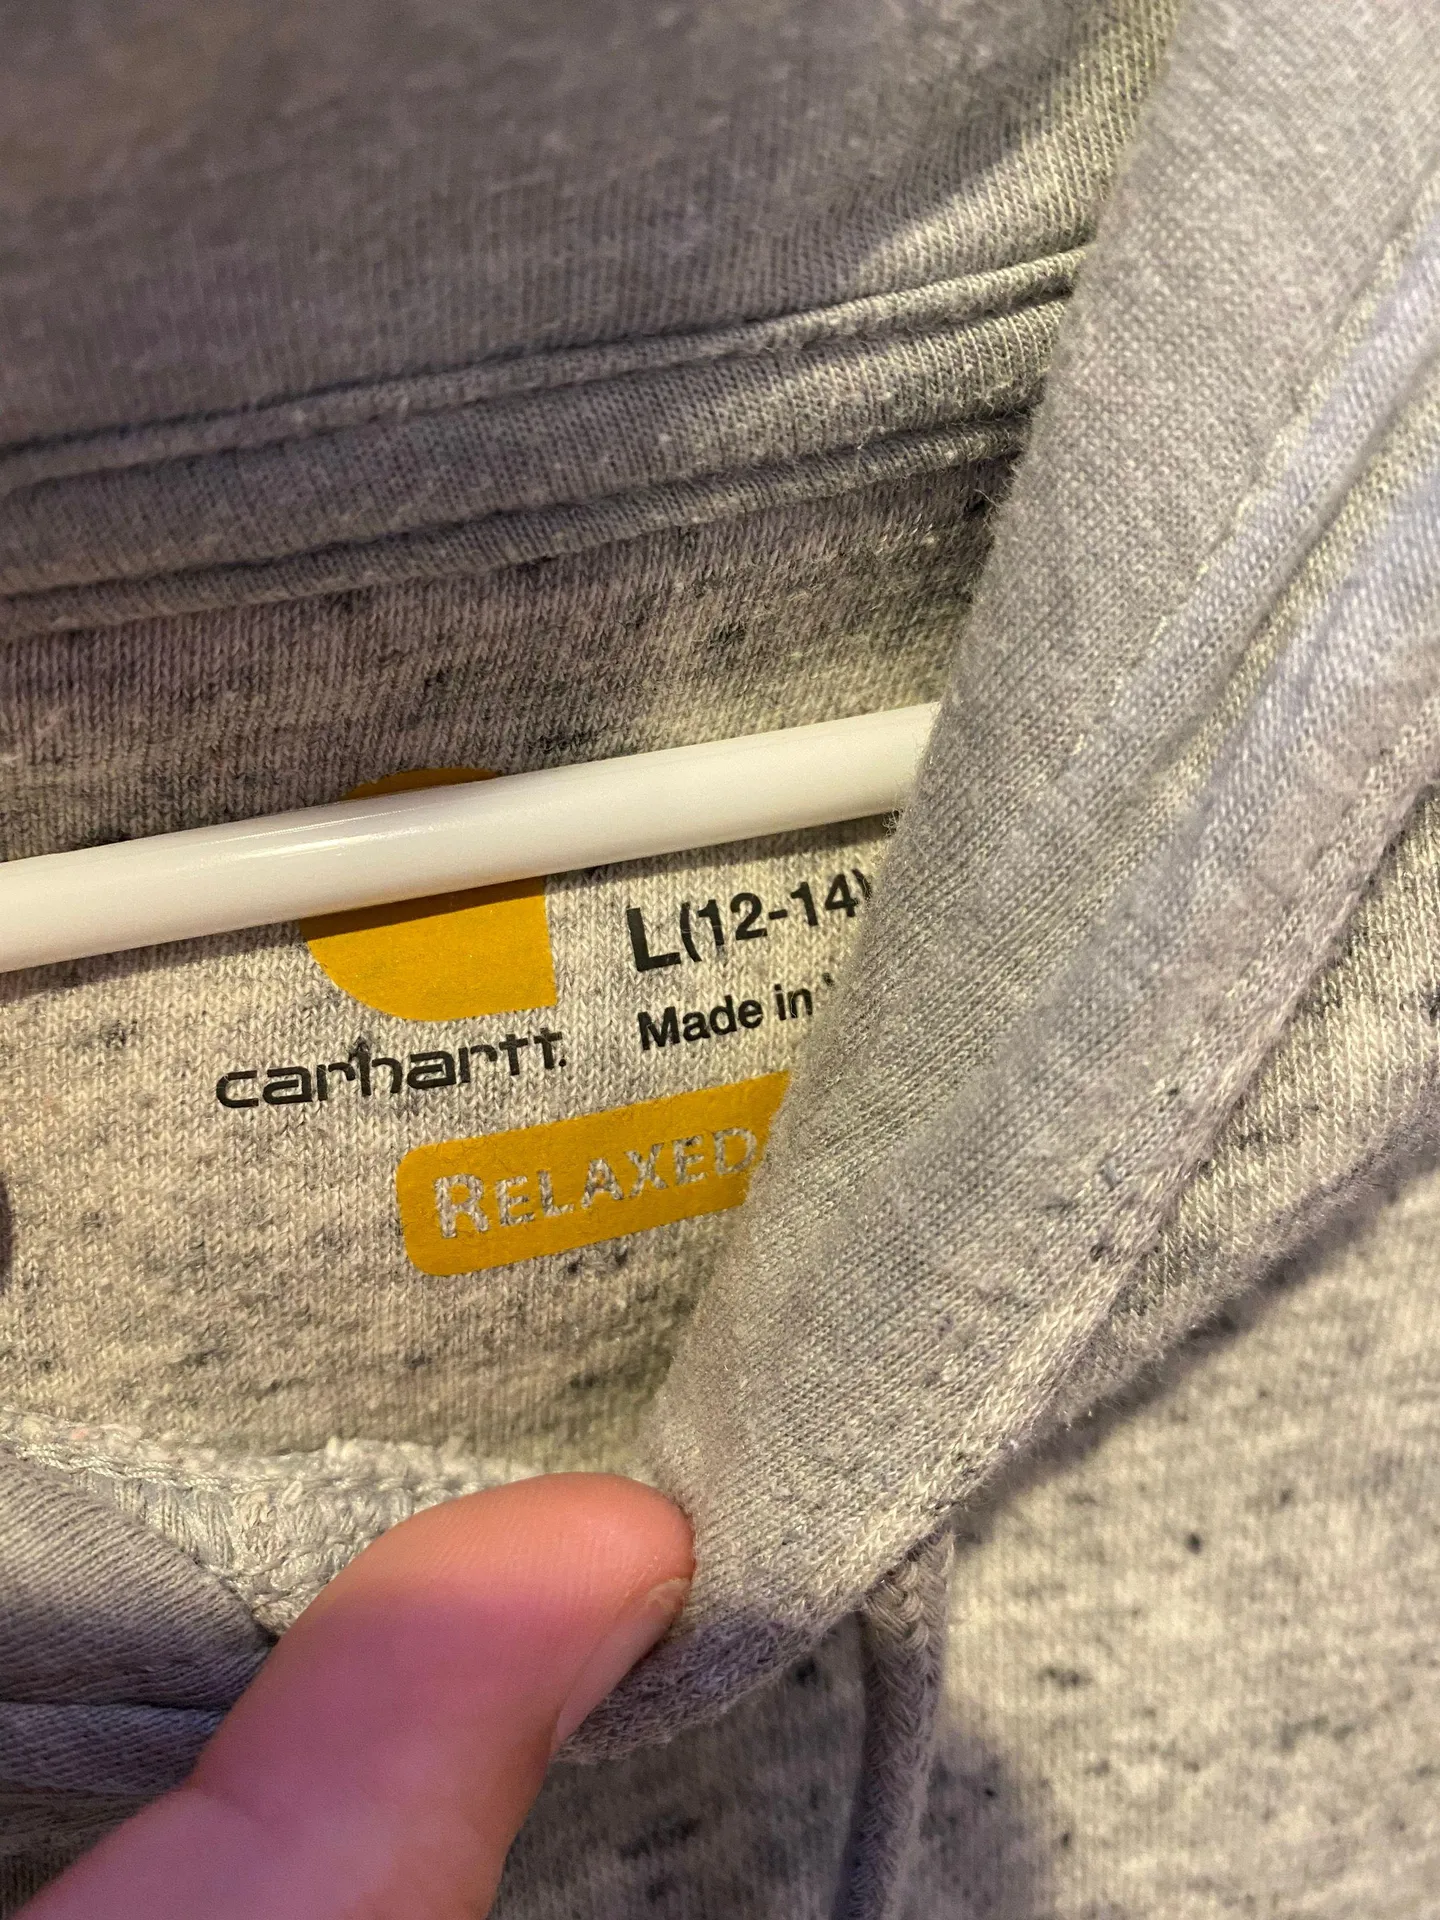 L(12-14)
Made in
carhartt
RELAXED